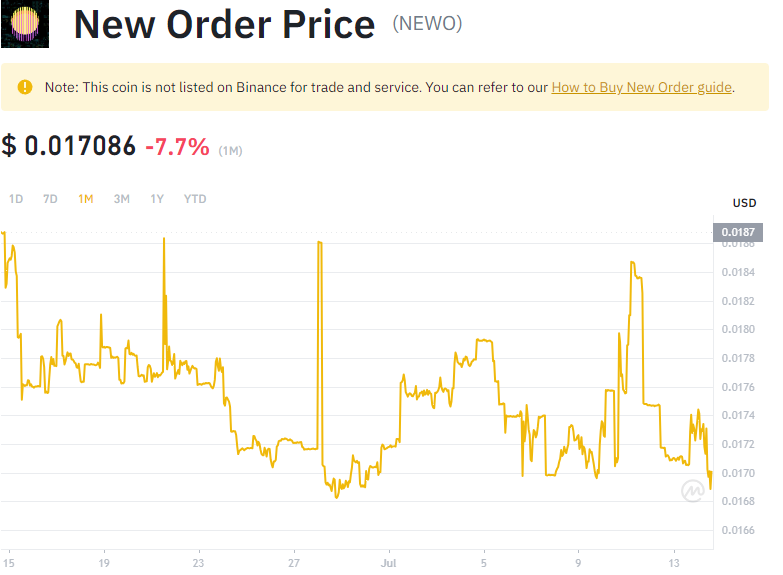 New Order Price (NEWO)
Note: This coin is not listed on Binance for trade and service. You can refer to our How to Buy New Order guide.
$ 0.017086 -7.7% (1M)
1D 7D 1M 3M 1Y YTD
USD
0.0187
0.0186
0.0184
0.0182
0.0180
0.0178
0.0176
0.0174
0.0172
0.0170
0.0168
0.0166
15 19 23 27 Jul 5 9 13